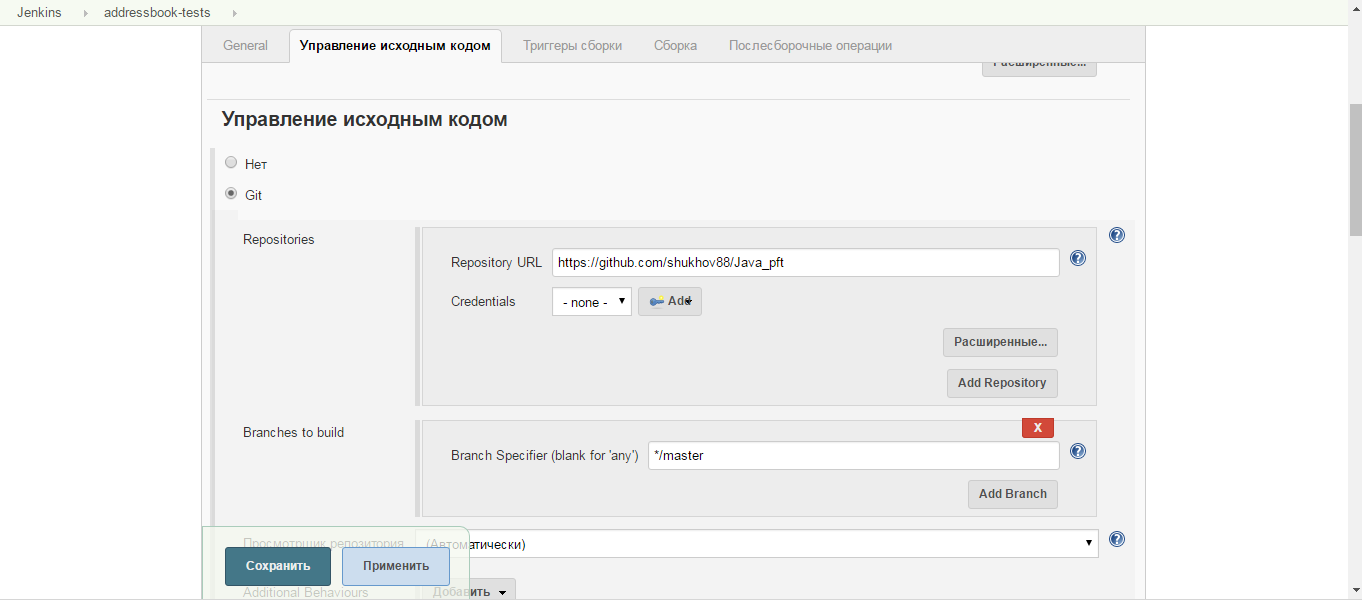 Jenkins addressbook-tests
General Управление исходным кодом Триггеры сборки Сборка Послесборочные операции
Расширенные...
Управление исходным кодом
Нет
Git
Repositories
Repository URL https://github.com/shukhov88/Java_pft
Credentials - none - Add
Расширенные...
Add Repository
Branches to build
X
Branch Specifier (blank for 'any') */master
Add Branch
Просмотрщик репозитория (Автоматически)
Сохранить Применить
Additional Behaviours Добавить